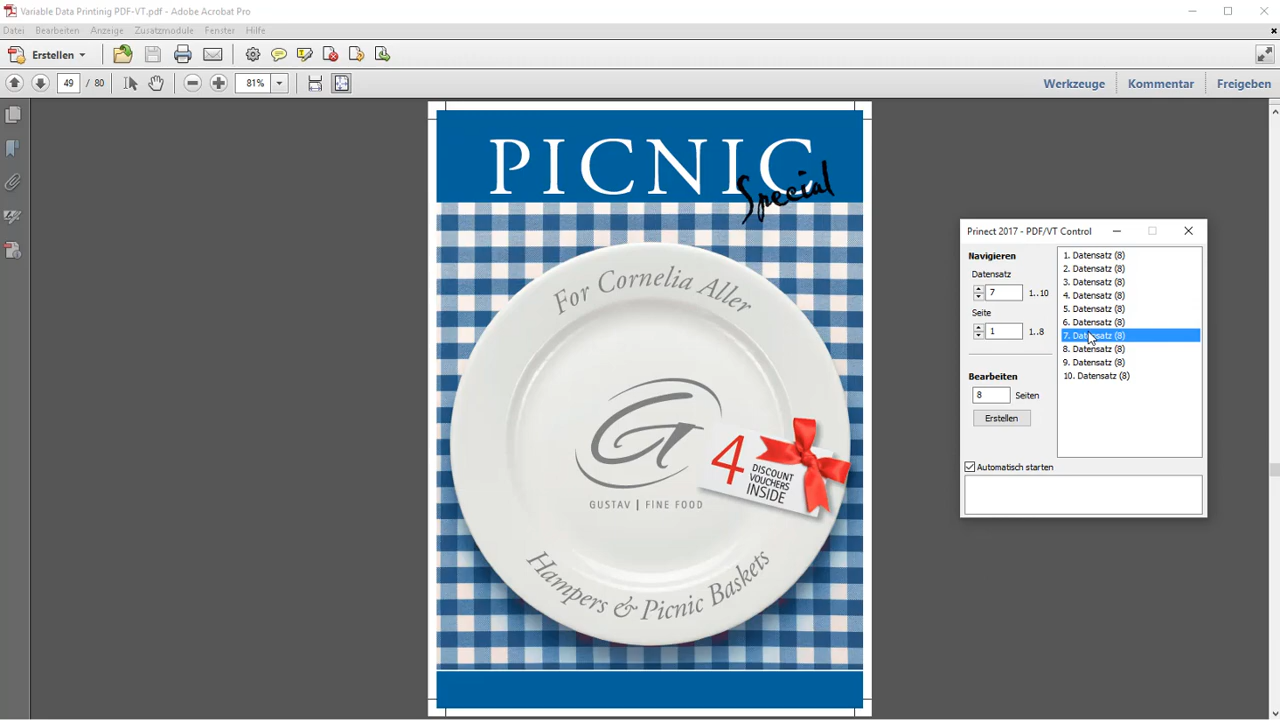 Variable Data Printinig PDF-VT.pdf - Adobe Acrobat Pro
Datei Bearbeiten Anzeige Zusatzmodule Fenster Hilfe
Erstellen
49 / 80 81% Werkzeuge Kommentar Freigeben
PICNIC
Special
For Cornelia Aller
G
GUSTAV | FINE FOOD
4 DISCOUNT
VOUCHERS
INSIDE
Hampers & Picnic Baskets
Prinect 2017 - PDF/VT Control
Navigieren
Datensatz
7 1..10
Seite
1 1..8
Bearbeiten
8 Seiten
Erstellen
1. Datensatz (8)
2. Datensatz (8)
3. Datensatz (8)
4. Datensatz (8)
5. Datensatz (8)
6. Datensatz (8)
7. Datensatz (8)
8. Datensatz (8)
9. Datensatz (8)
10. Datensatz (8)
Automatisch starten